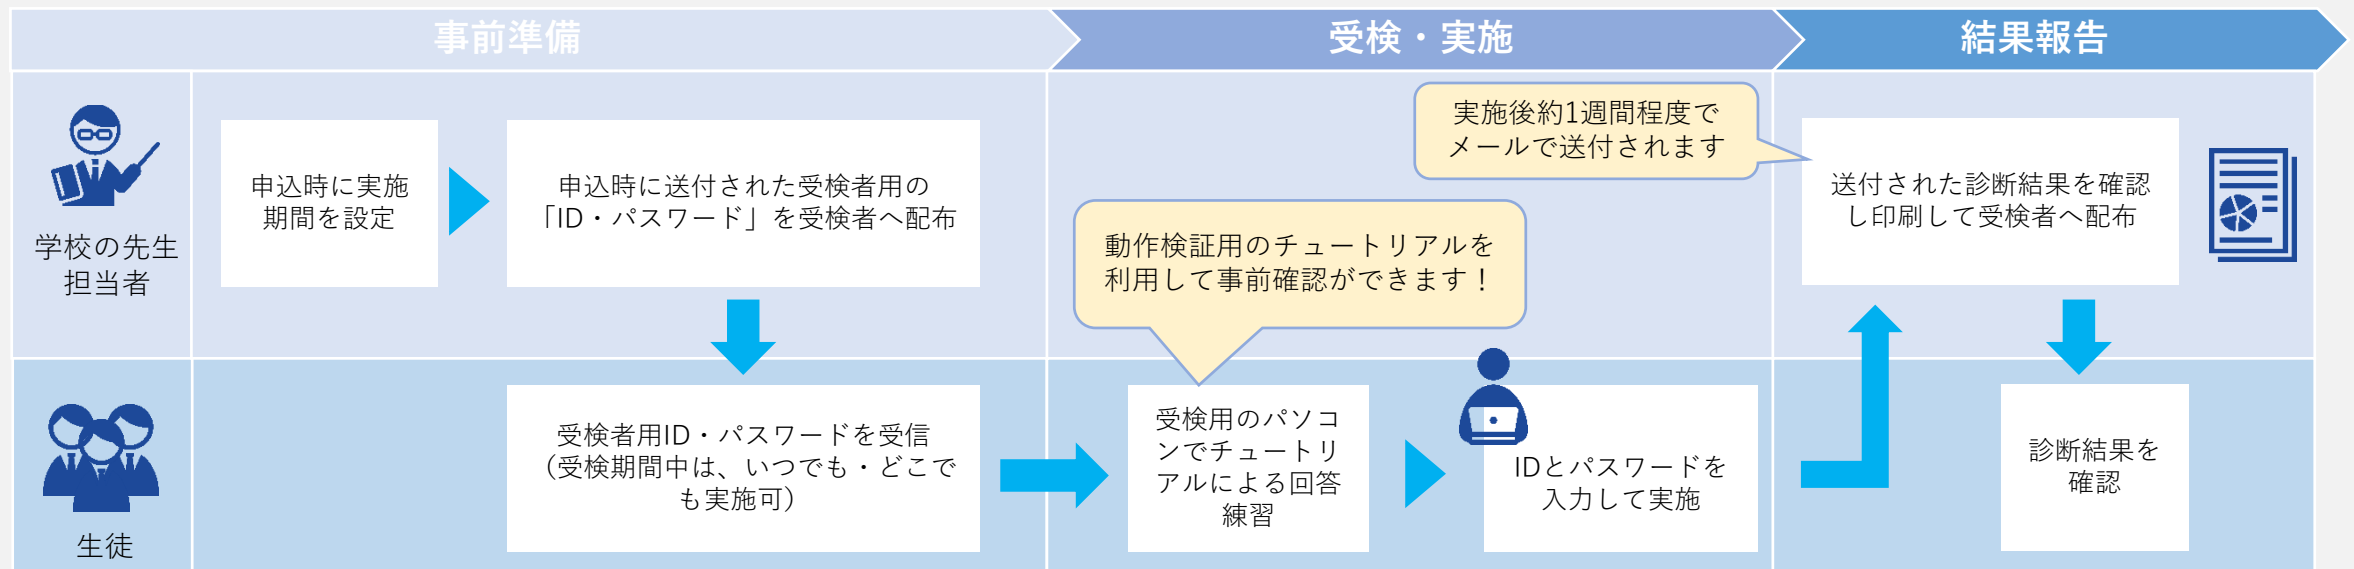 事前準備
受検・実施
結果報告
学校の先生
担当者
申込時に実施
期間を設定
申込時に送付された受検者用の
「ID・パスワード」を受検者へ配布
動作検証用のチュートリアルを
利用して事前確認ができます！
実施後約1週間程度で
メールで送付されます
送付された診断結果を確認
し印刷して受検者へ配布
生徒
受検者用ID・パスワードを受信
（受検期間中は、いつでも・どこで
も実施可）
受検用のパソコ
ンでチュートリ
アルによる回答
練習
IDとパスワードを
入力して実施
診断結果を
確認